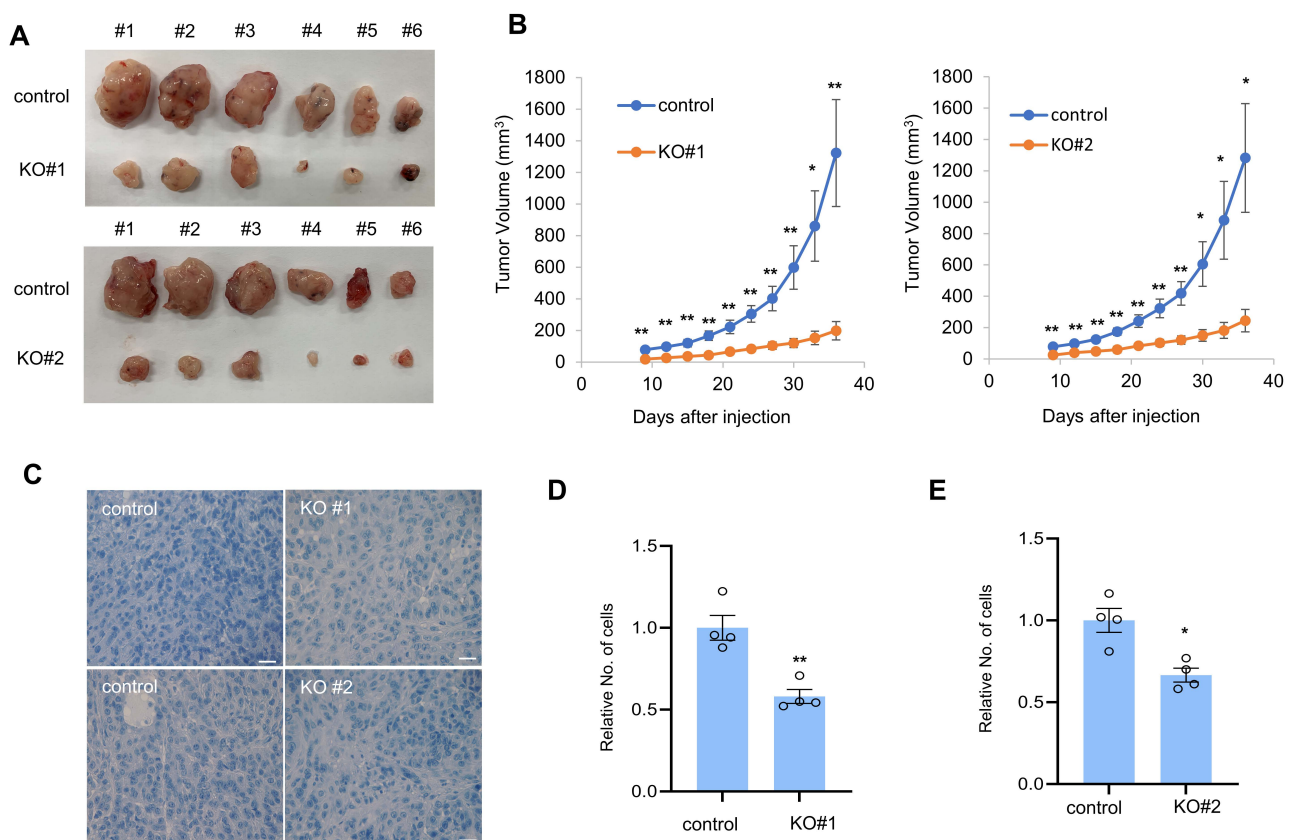 A
#1 #2 #3 #4 #5 #6
control
KO#1
#1 #2 #3 #4 #5 #6
control
KO#2
B
Tumor Volume (mm³)
1800
1600
1400
1200
1000
800
600
400
200
0
0 10 20 30 40
Days after injection
control
KO#1
** ** ** ** ** ** ** ** * **
Tumor Volume (mm³)
1800
1600
1400
1200
1000
800
600
400
200
0
0 10 20 30 40
Days after injection
control
KO#2
** ** ** ** ** ** ** * * *
C
control
KO #1
control
KO #2
D
Relative No. of cells
1.5
1.0
0.5
0.0
**
control KO#1
E
Relative No. of cells
1.5
1.0
0.5
0.0
*
control KO#2